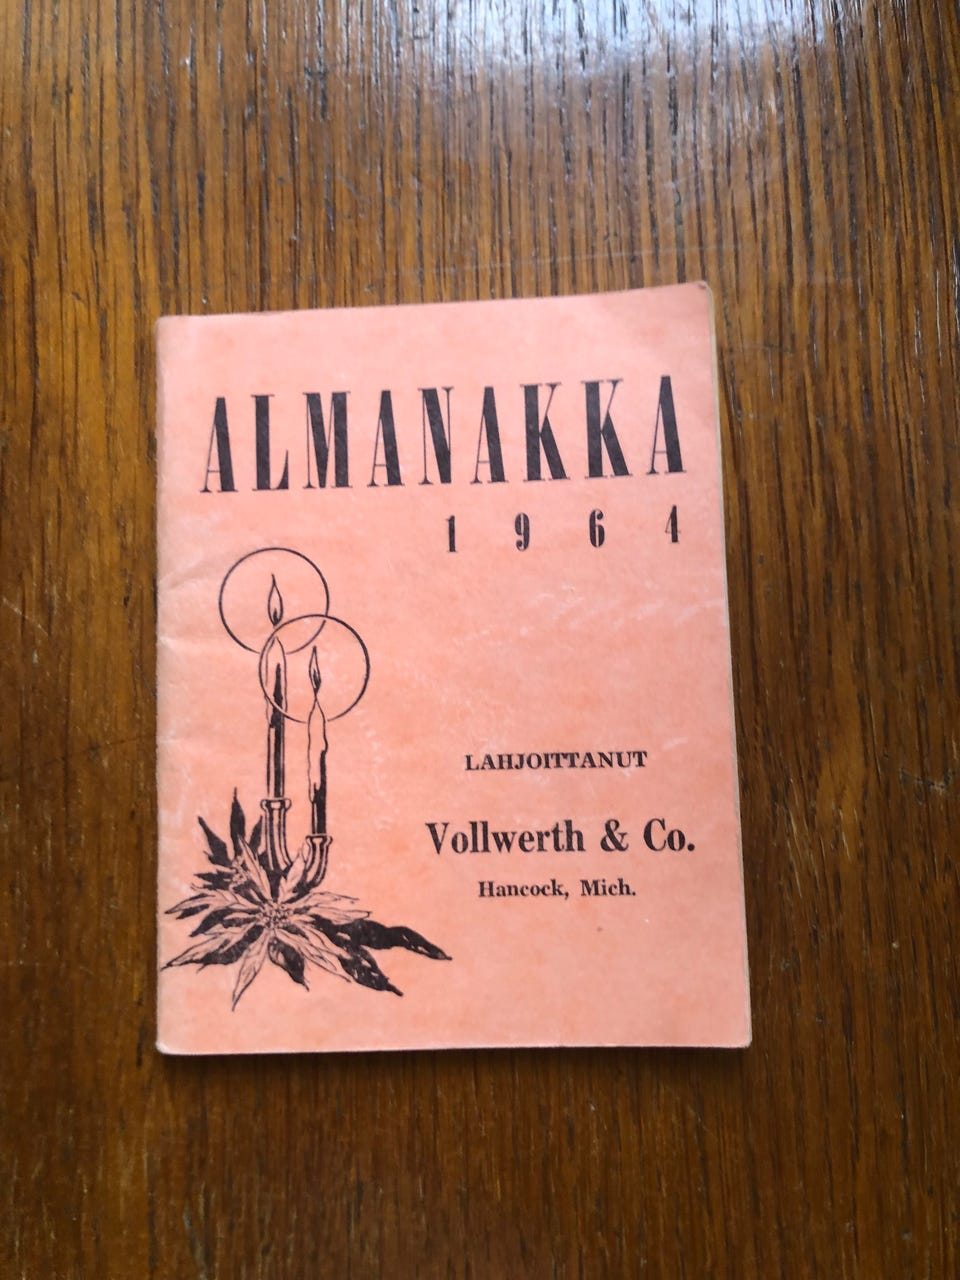 ALMANAKKA
1964
LAHJOITTANUT
Vollwerth & Co.
Hancock, Mich.